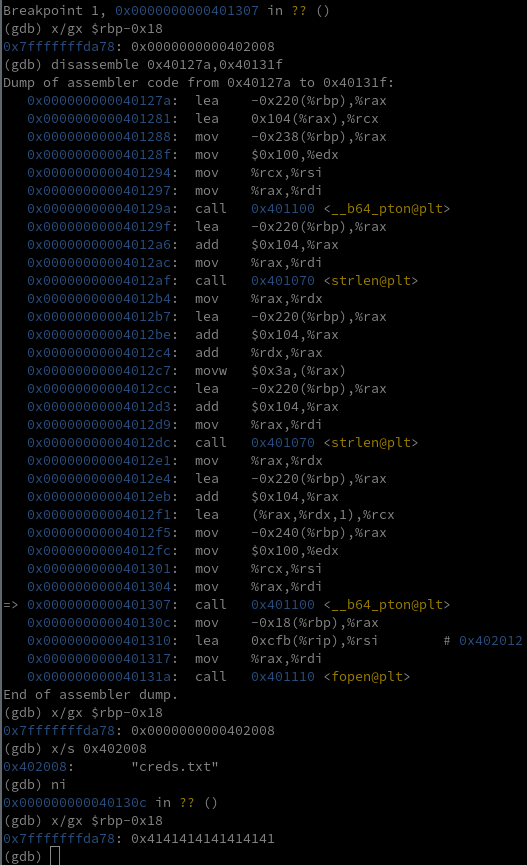 Breakpoint 1, 0x0000000000401307 in ?? ()
(gdb) x/gx $rbp-0x18
0x7fffffffda78: 0x0000000000402008
(gdb) disassemble 0x40127a,0x40131f
Dump of assembler code from 0x40127a to 0x40131f:
   0x000000000040127a:  lea    -0x220(%rbp),%rax
   0x0000000000401281:  lea    0x104(%rax),%rcx
   0x0000000000401288:  mov    -0x238(%rbp),%rax
   0x000000000040128f:  mov    $0x100,%edx
   0x0000000000401294:  mov    %rcx,%rsi
   0x0000000000401297:  mov    %rax,%rdi
   0x000000000040129a:  call   0x401100 <__b64_pton@plt>
   0x000000000040129f:  lea    -0x220(%rbp),%rax
   0x00000000004012a6:  add    $0x104,%rax
   0x00000000004012ac:  mov    %rax,%rdi
   0x00000000004012af:  call   0x401070 <strlen@plt>
   0x00000000004012b4:  mov    %rax,%rdx
   0x00000000004012b7:  lea    -0x220(%rbp),%rax
   0x00000000004012be:  add    $0x104,%rax
   0x00000000004012c4:  add    %rdx,%rax
   0x00000000004012c7:  movw   $0x3a,(%rax)
   0x00000000004012cc:  lea    -0x220(%rbp),%rax
   0x00000000004012d3:  add    $0x104,%rax
   0x00000000004012d9:  mov    %rax,%rdi
   0x00000000004012dc:  call   0x401070 <strlen@plt>
   0x00000000004012e1:  mov    %rax,%rdx
   0x00000000004012e4:  lea    -0x220(%rbp),%rax
   0x00000000004012eb:  add    $0x104,%rax
   0x00000000004012f1:  lea    (%rax,%rdx,1),%rcx
   0x00000000004012f5:  mov    -0x240(%rbp),%rax
   0x00000000004012fc:  mov    $0x100,%edx
   0x0000000000401301:  mov    %rcx,%rsi
   0x0000000000401304:  mov    %rax,%rdi
=> 0x0000000000401307:  call   0x401100 <__b64_pton@plt>
   0x000000000040130c:  mov    -0x18(%rbp),%rax
   0x0000000000401310:  lea    0xcfb(%rip),%rsi        # 0x402012
   0x0000000000401317:  mov    %rax,%rdi
   0x000000000040131a:  call   0x401110 <fopen@plt>
End of assembler dump.
(gdb) x/gx $rbp-0x18
0x7fffffffda78: 0x0000000000402008
(gdb) x/s 0x402008
0x402008:       "creds.txt"
(gdb) ni
0x000000000040130c in ?? ()
(gdb) x/gx $rbp-0x18
0x7fffffffda78: 0x4141414141414141
(gdb)